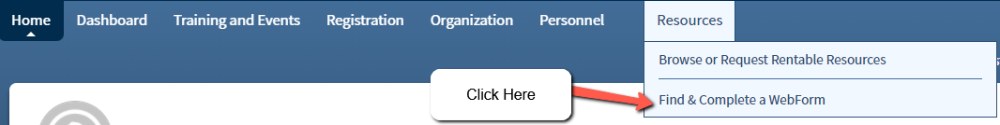 Home Dashboard Training and Events Registration Organization Personnel Resources
Browse or Request Rentable Resources
Click Here
Find & Complete a WebForm